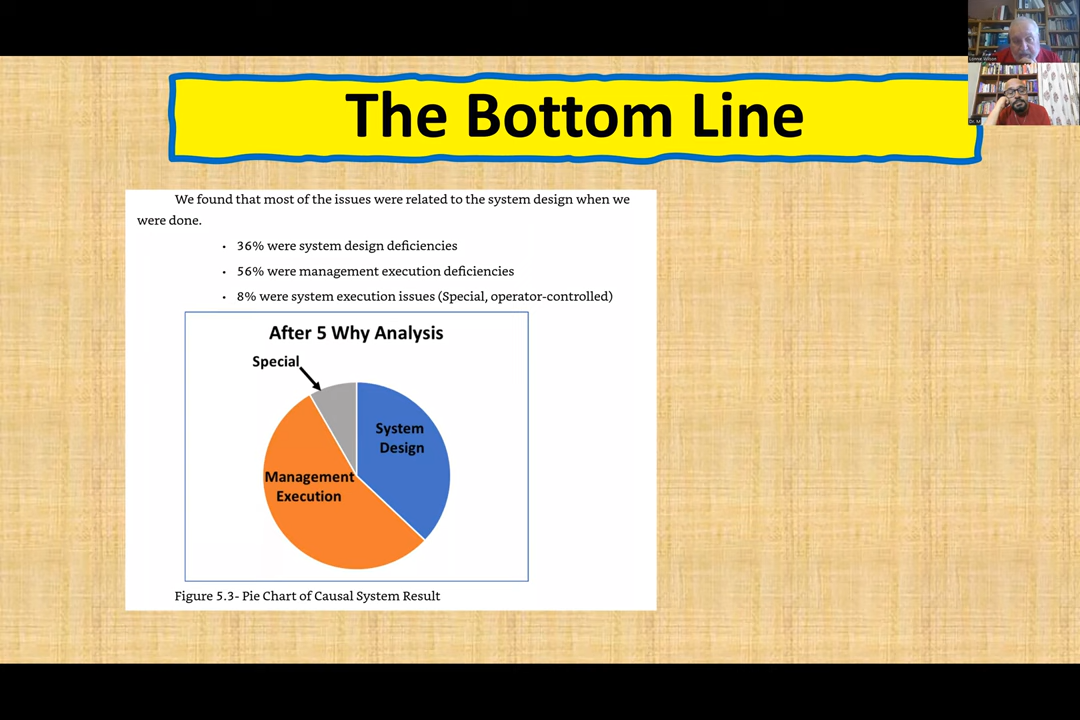 The Bottom Line
We found that most of the issues were related to the system design when we
were done.
• 36% were system design deficiencies
• 56% were management execution deficiencies
• 8% were system execution issues (Special, operator-controlled)
After 5 Why Analysis
Special
System
Design
Management
Execution
Figure 5.3- Pie Chart of Causal System Result